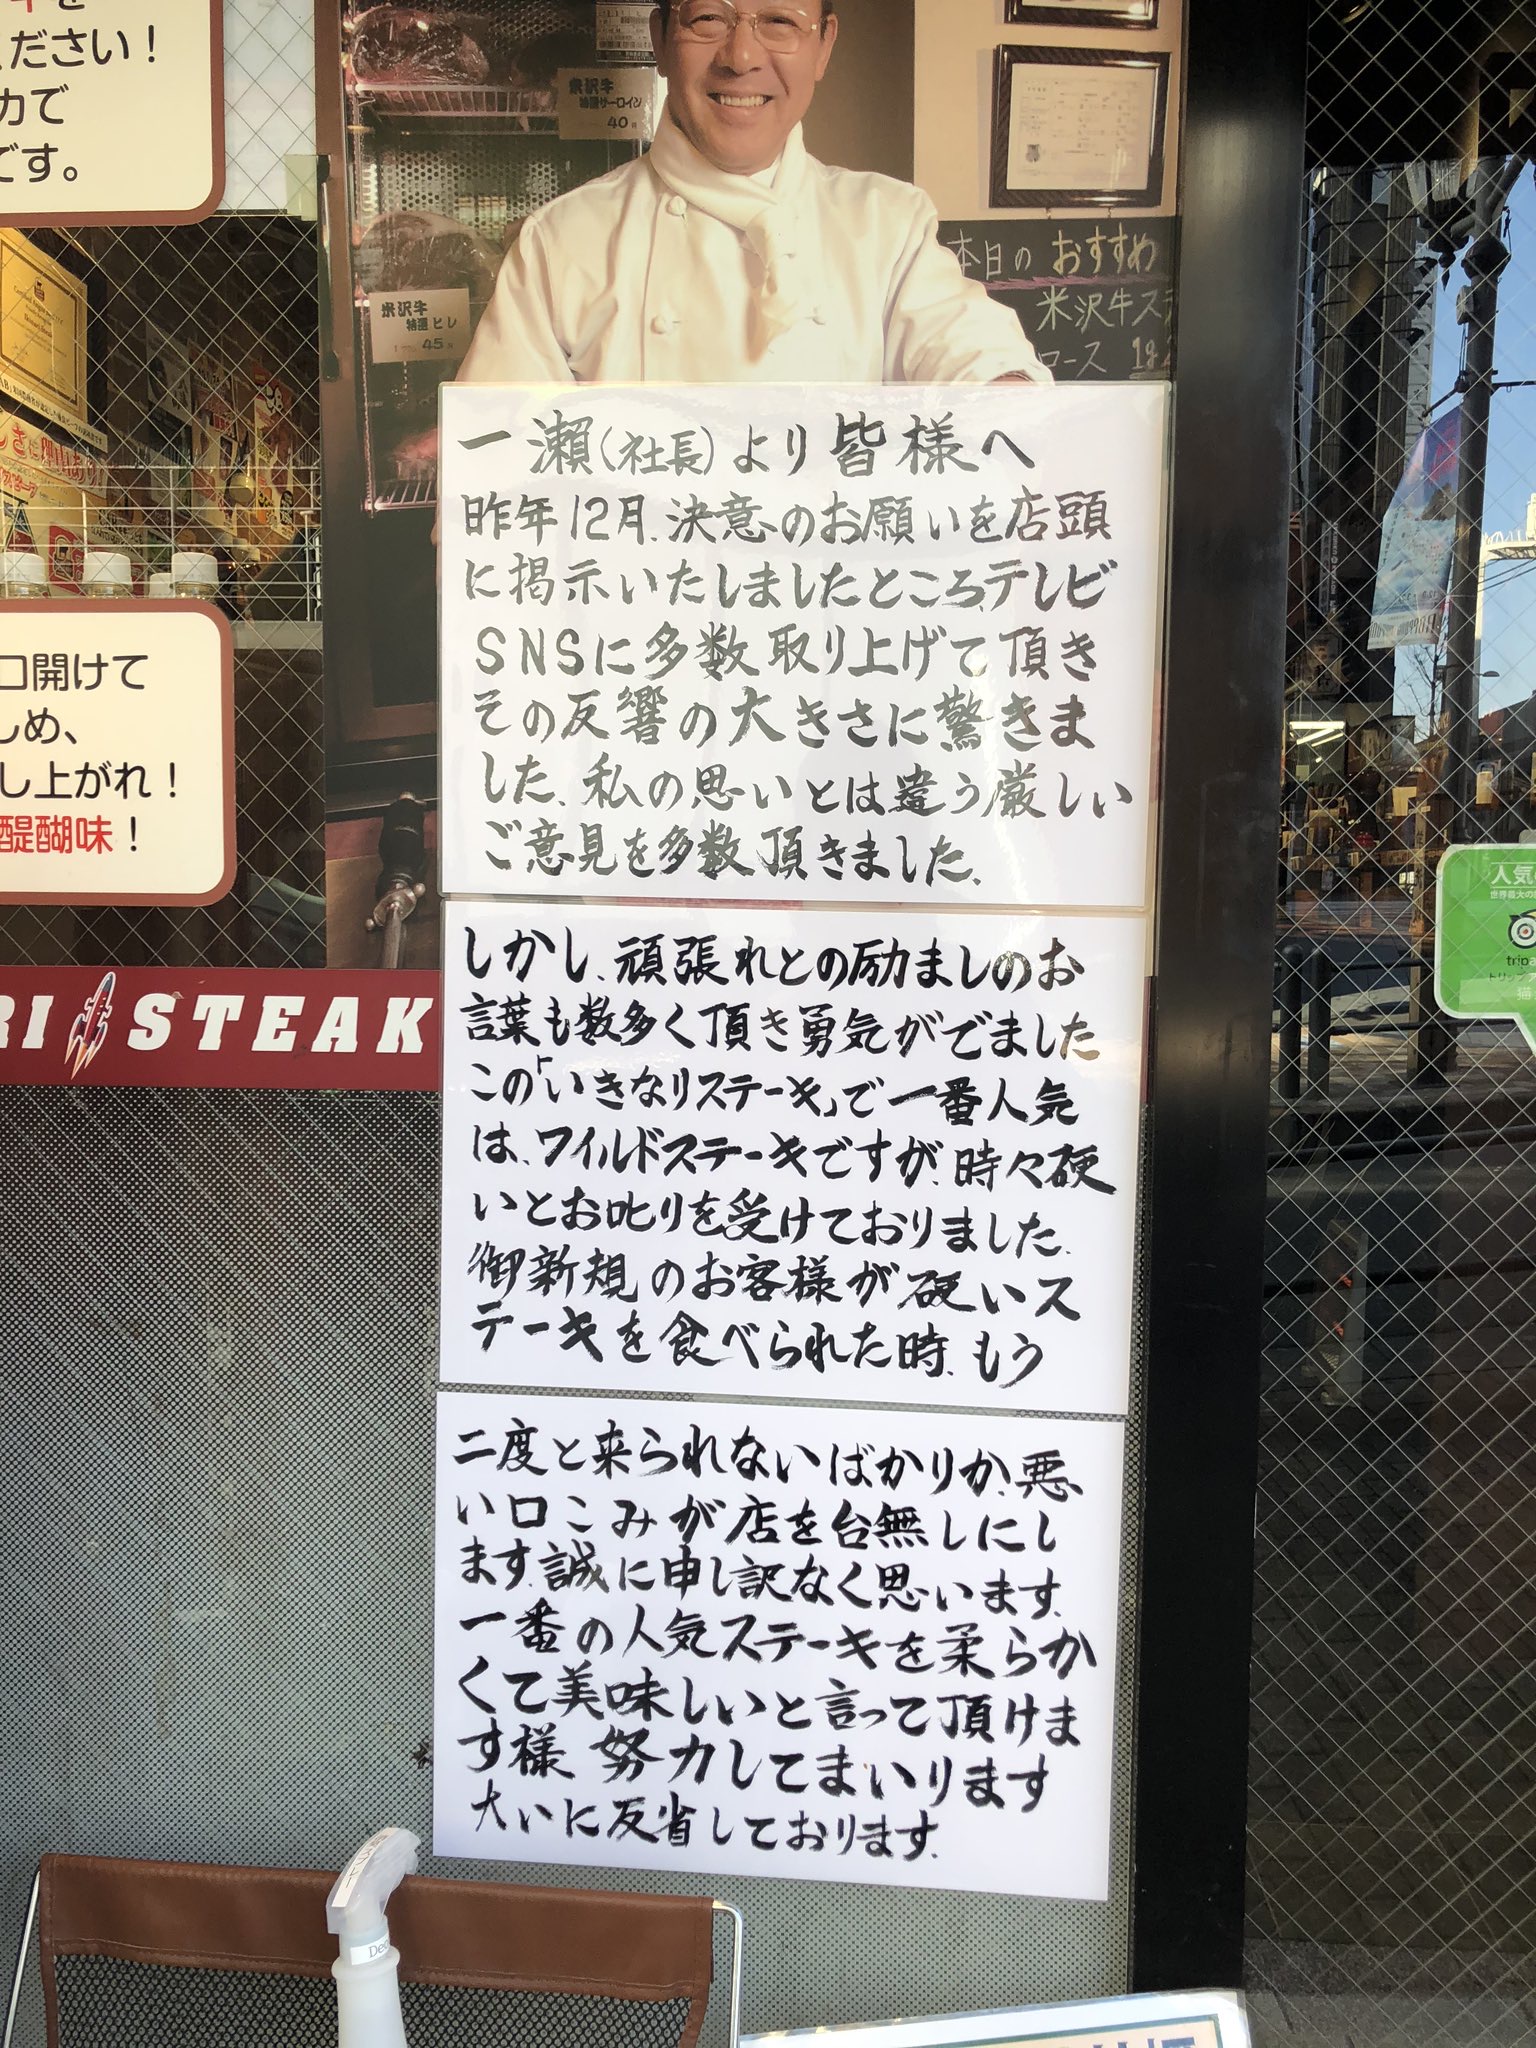 ください！
力で
です。
米沢牛
特選サーロイン
40
米沢牛
特選ヒレ
45
本日の おすすめ
米沢牛ステ
ロース
一瀬(社長)より皆様へ
昨年12月、決意のお願いを店頭
に掲示いたしましたところ、テレビ
SNSに多数取り上げて頂き
その反響の大きさに驚きま
した、私の思いとは違う厳しい
ご意見を多数頂きました、
しかし、頑張れとの励ましのお
言葉も数多く頂き勇気がでました
この「いきなりステーキ」で一番人気
は、ワイルドステーキですが、時々硬
いとお叱りを受けておりました、
御新規のお客様が硬いス
テーキを食べられた時、もう
二度と来られないばかりか、悪
い口こみが店を台無しにし
ます、誠に申し訳なく思います、
一番の人気ステーキを柔らか
くて美味しいと言って頂けま
す様 努力してまいります
大いに反省しております、
口開けて
しめ、
し上がれ！
醍醐味！
RI STEAK
人気
世界最大の
trip
トリップ